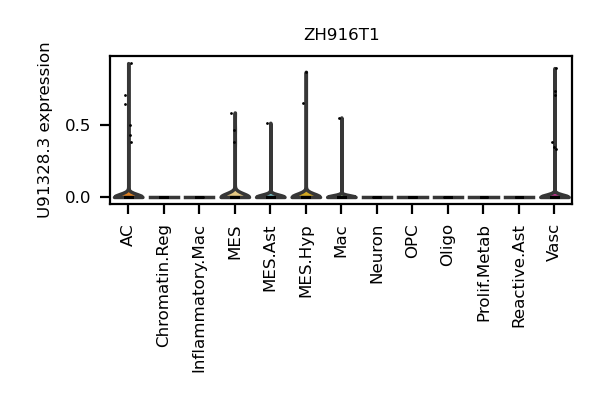 ZH916T1
U91328.3 expression
0.5
0.0
AC
Chromatin.Reg
Inflammatory.Mac
MES
MES.Ast
MES.Hyp
Mac
Neuron
OPC
Oligo
Prolif.Metab
Reactive.Ast
Vasc